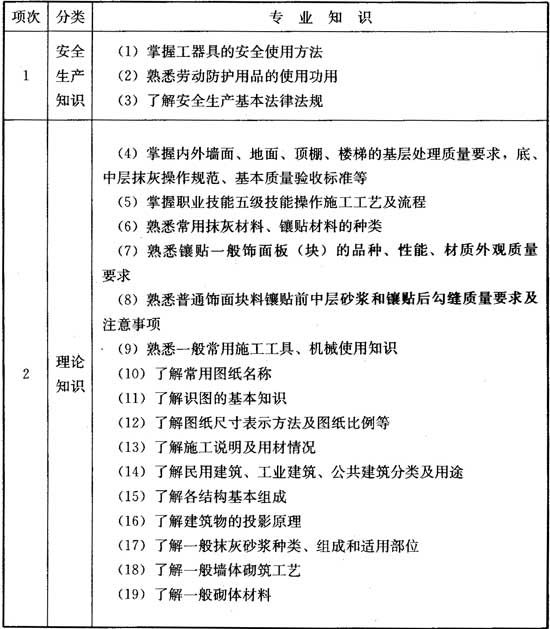 项次 分类 专业知识
1
安全
生产
知识
(1) 掌握工器具的安全使用方法
(2) 熟悉劳动防护用品的使用功用
(3) 了解安全生产基本法律法规
2
理论
知识
(4) 掌握内外墙面、地面、顶棚、楼梯的基层处理质量要求,底、
中层抹灰操作规范、基本质量验收标准等
(5) 掌握职业技能五级技能操作施工工艺及流程
(6) 熟悉常用抹灰材料、镶贴材料的种类
(7) 熟悉镶贴一般饰面板(块)的品种、性能、材质外观质量
要求
(8) 熟悉普通饰面块料镶贴前中层砂浆和镶贴后勾缝质量要求及
注意事项
(9) 熟悉一般常用施工工具、机械使用知识
(10) 了解常用图纸名称
(11) 了解识图的基本知识
(12) 了解图纸尺寸表示方法及图纸比例等
(13) 了解施工说明及用材情况
(14) 了解民用建筑、工业建筑、公共建筑分类及用途
(15) 了解各结构基本组成
(16) 了解建筑物的投影原理
(17) 了解一般抹灰砂浆种类、组成和适用部位
(18) 了解一般墙体砌筑工艺
(19) 了解一般砌体材料